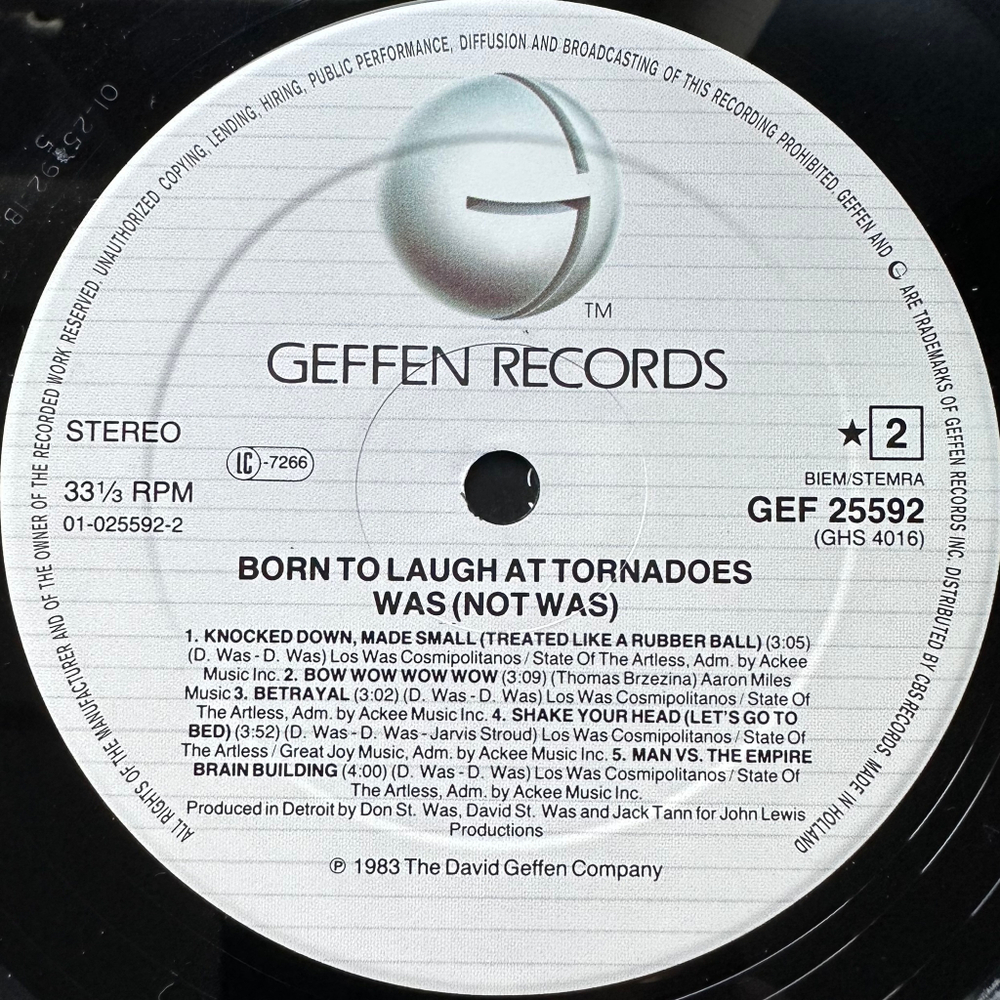 ALL RIGHTS OF THE MANUFACTURER AND OF THE OWNER OF THE RECORDED WORK RESERVED. UNAUTHORIZED COPYING, LENDING, HIRING, PUBLIC PERFORMANCE, DIFFUSION AND BROADCASTING OF THIS RECORDING PROHIBITED. GEFFEN AND G ARE TRADEMARKS OF GEFFEN RECORDS INC. DISTRIBUTED BY CBS RECORDS. MADE IN HOLLAND
TM
GEFFEN RECORDS
STEREO
★ 2
LC-7266
BIEM/STEMRA
33⅓ RPM
GEF 25592
01-025592-2
(GHS 4016)
BORN TO LAUGH AT TORNADOES
WAS (NOT WAS)
1. KNOCKED DOWN, MADE SMALL (TREATED LIKE A RUBBER BALL) (3:05)
(D. Was - D. Was) Los Was Cosmipolitanos / State Of The Artless, Adm. by Ackee
Music Inc. 2. BOW WOW WOW WOW (3:09) (Thomas Brzezina) Aaron Miles
Music 3. BETRAYAL (3:02) (D. Was - D. Was) Los Was Cosmipolitanos / State Of
The Artless, Adm. by Ackee Music Inc. 4. SHAKE YOUR HEAD (LET'S GO TO
BED) (3:52) (D. Was - D. Was - Jarvis Stroud) Los Was Cosmipolitanos / State Of
The Artless / Great Joy Music, Adm. by Ackee Music Inc. 5. MAN VS. THE EMPIRE
BRAIN BUILDING (4:00) (D. Was - D. Was) Los Was Cosmipolitanos / State Of
The Artless, Adm. by Ackee Music Inc.
Produced in Detroit by Don St. Was, David St. Was and Jack Tann for John Lewis
Productions
℗ 1983 The David Geffen Company